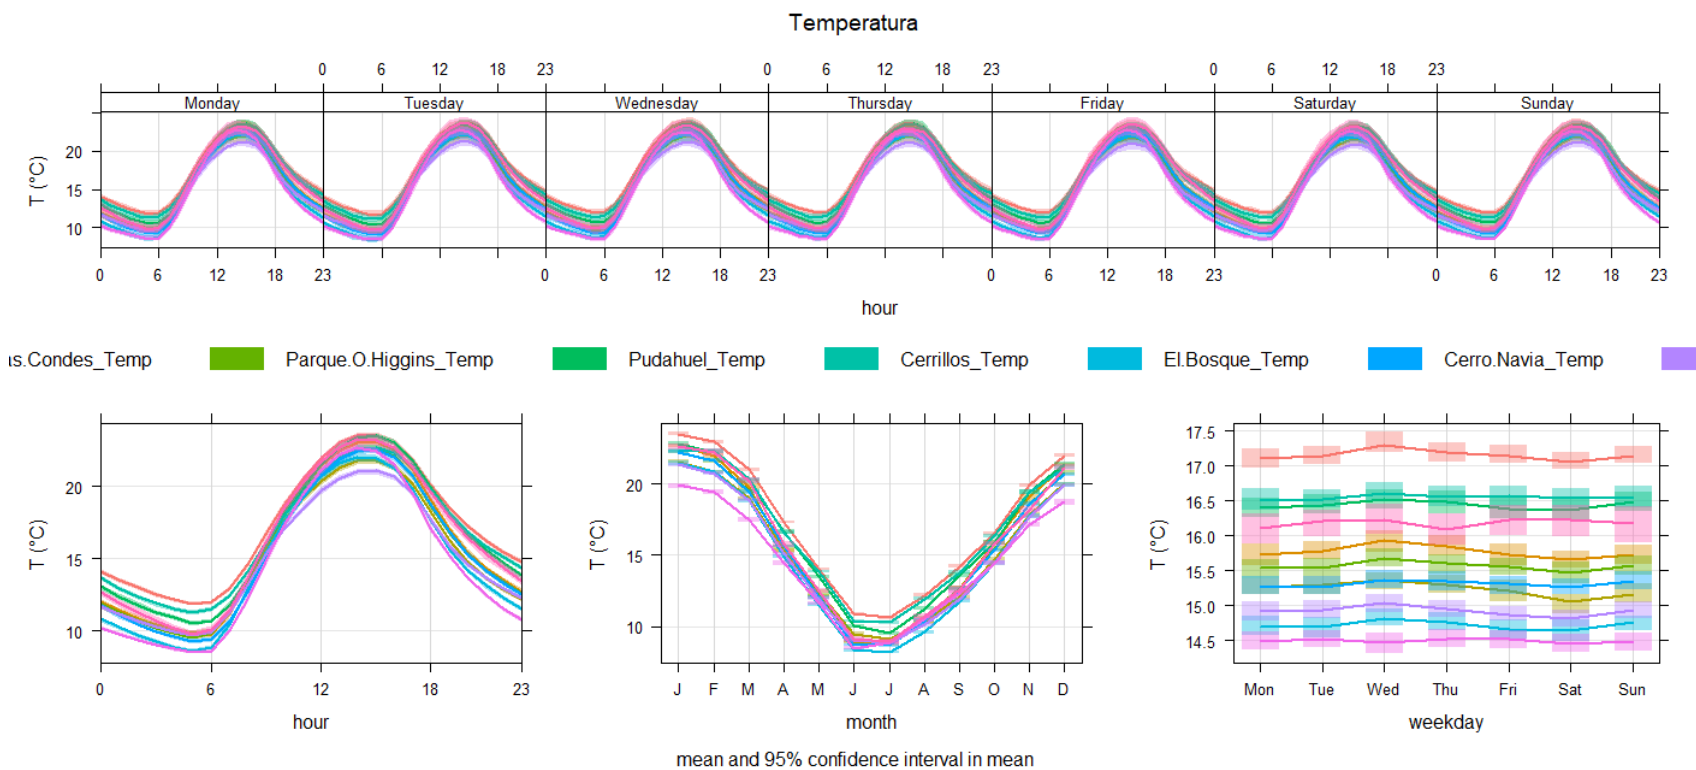 Temperatura
0 6 12 18 23 0 6 12 18 23 0 6 12 18 23
Monday Tuesday Wednesday Thursday Friday Saturday Sunday
T (°C)
20
15
10
0 6 12 18 23 0 6 12 18 23 0 6 12 18 23 0 6 12 18 23
hour
as.Condes_Temp Parque.O.Higgins_Temp Pudahuel_Temp Cerrillos_Temp El.Bosque_Temp Cerro.Navia_Temp
T (°C)
20
15
10
0 6 12 18 23
hour
T (°C)
20
15
10
J F M A M J J A S O N D
month
T (°C)
17.5
17.0
16.5
16.0
15.5
15.0
14.5
Mon Tue Wed Thu Fri Sat Sun
weekday
mean and 95% confidence interval in mean